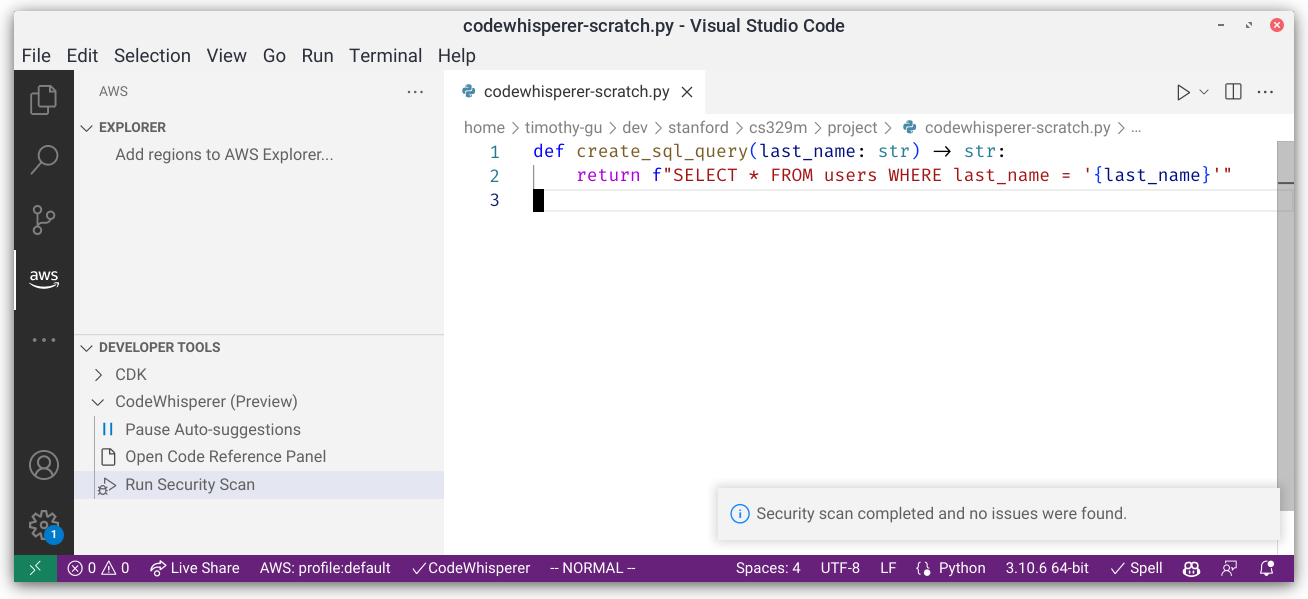 codewhisperer-scratch.py - Visual Studio Code
File Edit Selection View Go Run Terminal Help
AWS
EXPLORER
Add regions to AWS Explorer...
aws
DEVELOPER TOOLS
CDK
CodeWhisperer (Preview)
Pause Auto-suggestions
Open Code Reference Panel
Run Security Scan
1
codewhisperer-scratch.py
home > timothy-gu > dev > stanford > cs329m > project > codewhisperer-scratch.py > ...
1 def create_sql_query(last_name: str) → str:
2     return f"SELECT * FROM users WHERE last_name = '{last_name}'"
3
Security scan completed and no issues were found.
0 0 Live Share AWS: profile:default ✓CodeWhisperer -- NORMAL -- Spaces: 4 UTF-8 LF Python 3.10.6 64-bit ✓ Spell